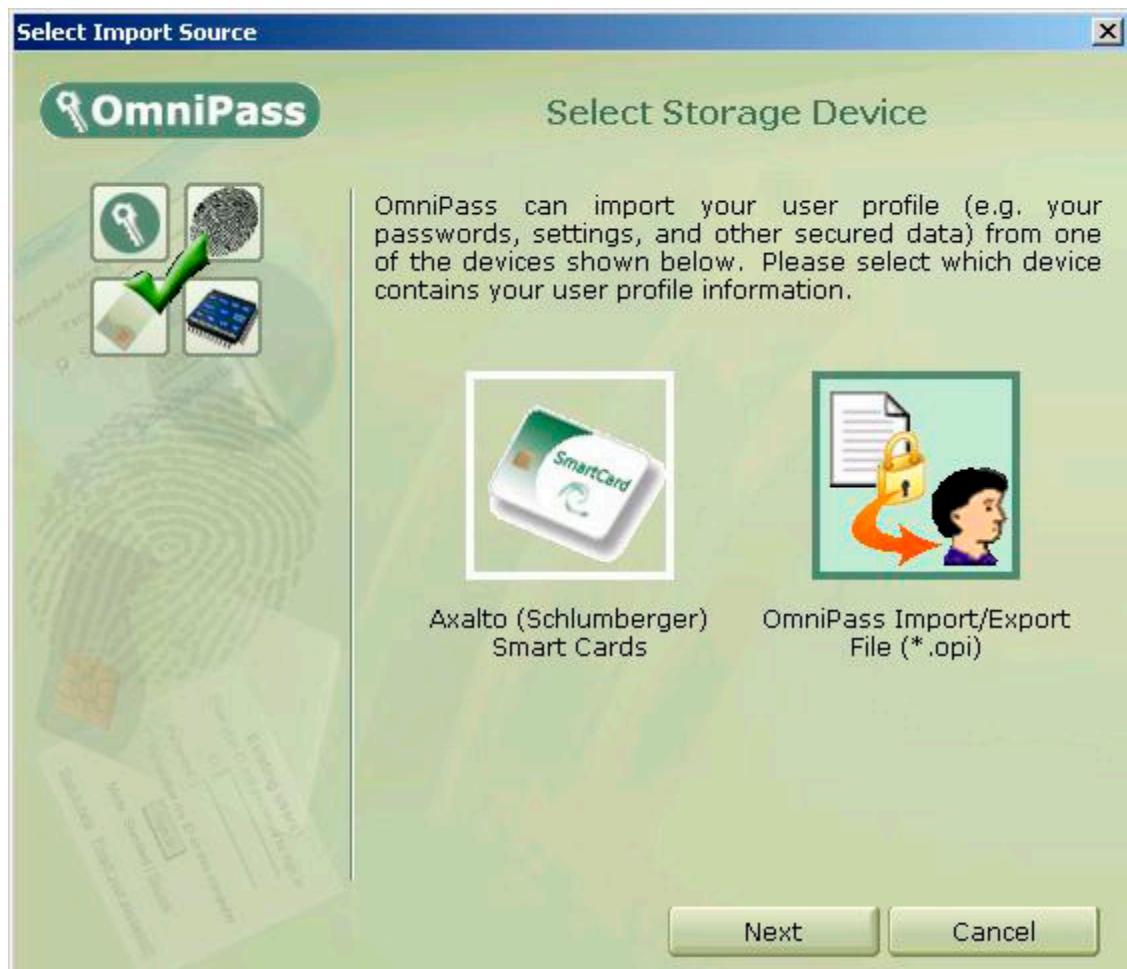 Select Import Source
OmniPass
Select Storage Device
OmniPass can import your user profile (e.g. your
passwords, settings, and other secured data) from one
of the devices shown below. Please select which device
contains your user profile information.
SmartCard
Axalto (Schlumberger)
Smart Cards
OmniPass Import/Export
File (*.opi)
Next
Cancel